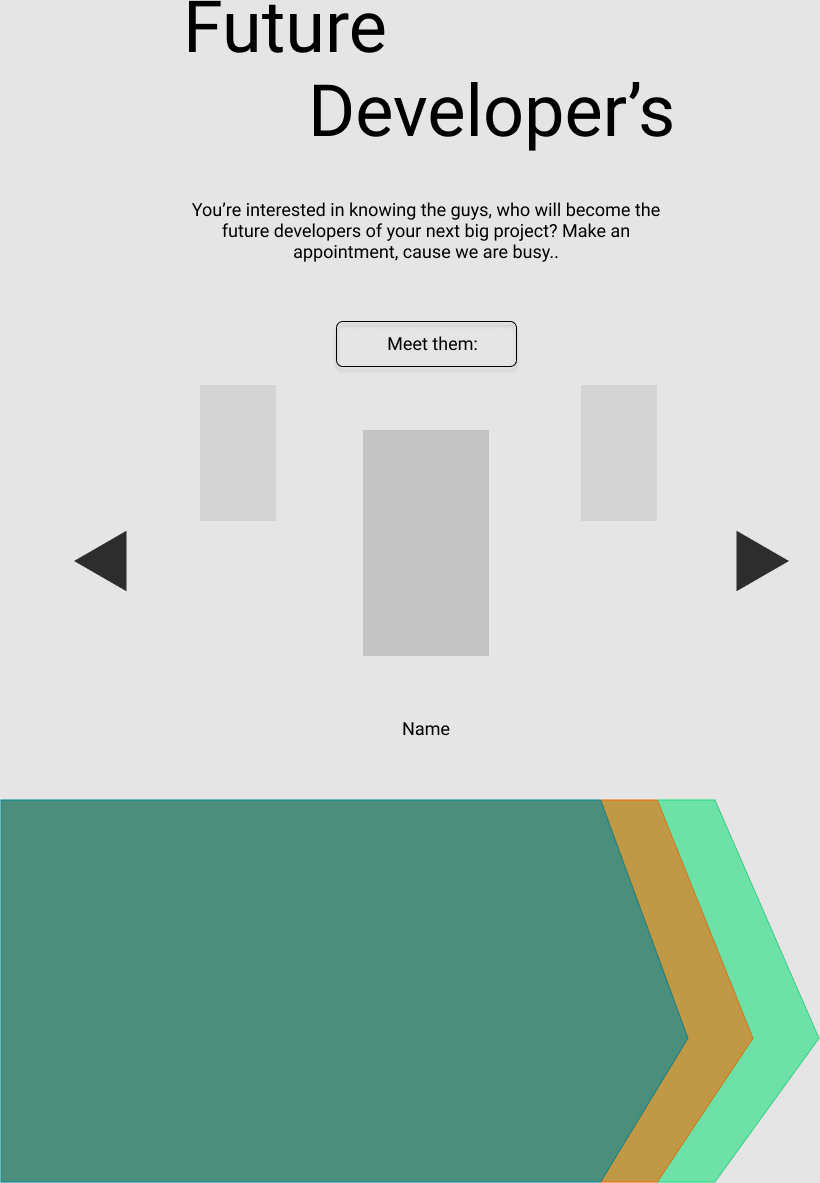 Future
Developer’s
You’re interested in knowing the guys, who will become the
future developers of your next big project? Make an
appointment, cause we are busy..
Meet them:
Name